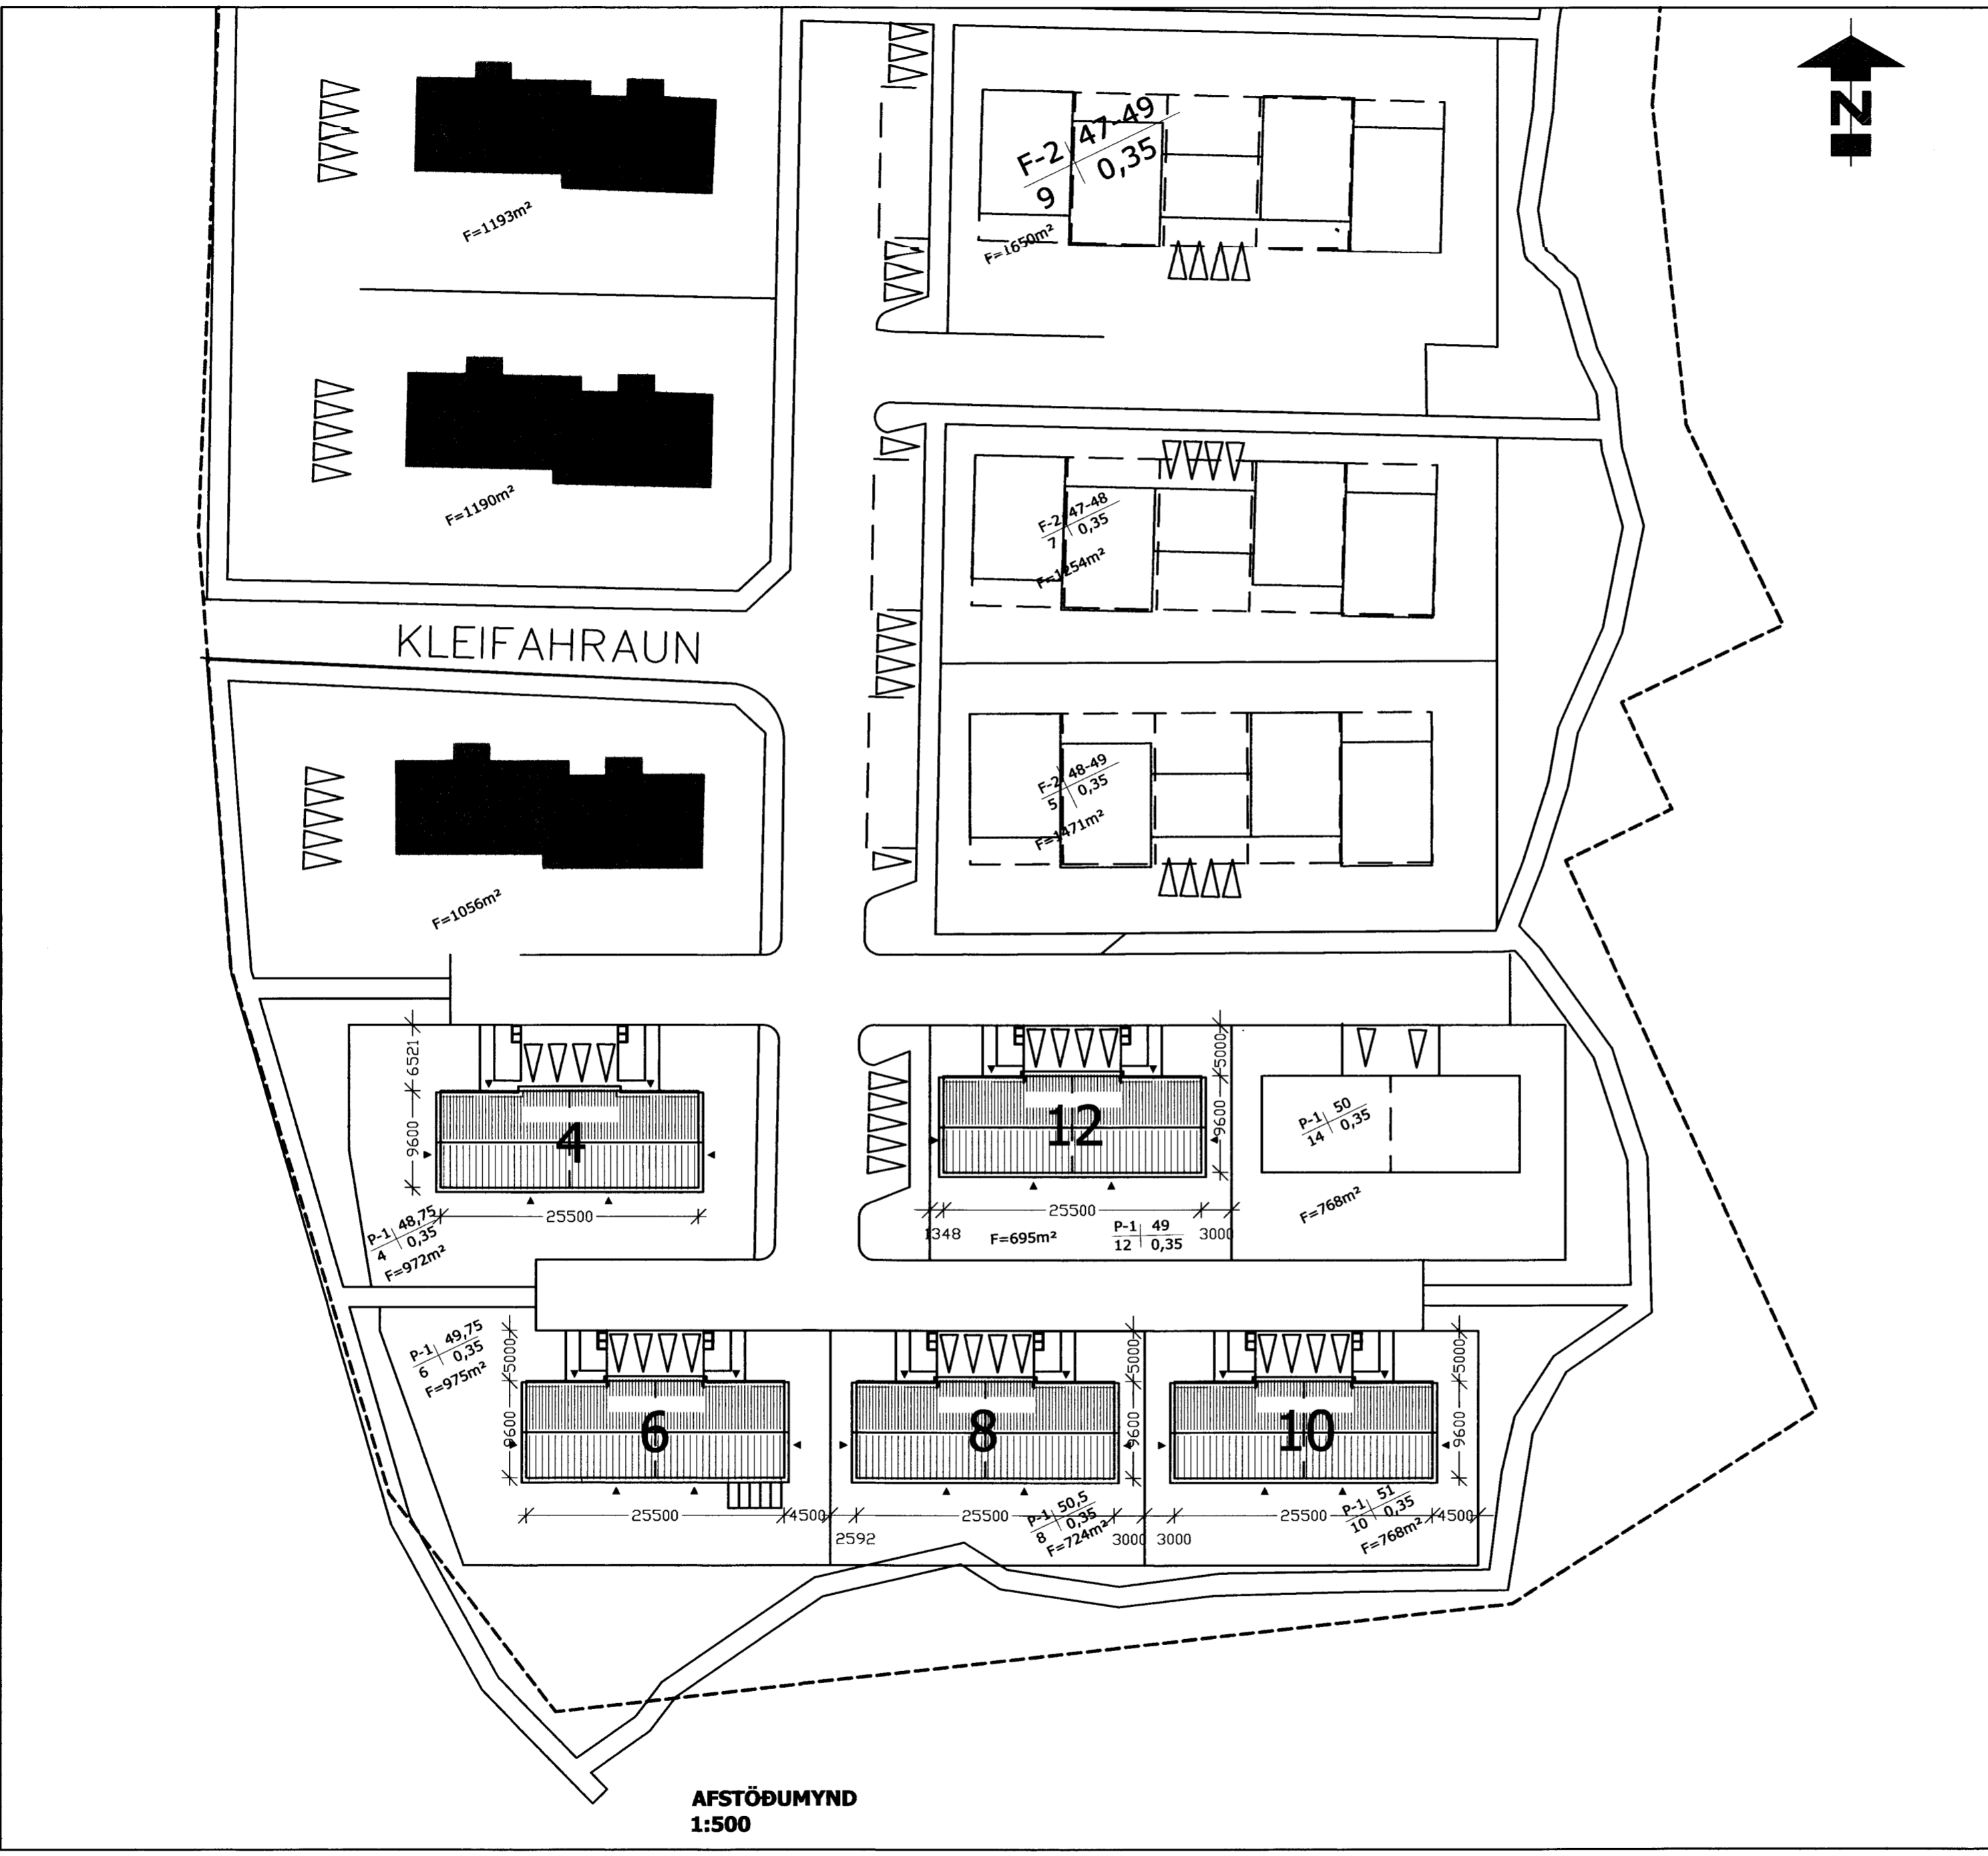 N
F-2 47-49
9 0,35
F=1650m²
F=1193m²
F=1190m²
F-2 47-48
7 0,35
F=1254m²
KLEIFAHRAUN
F-2 48-49
5 0,35
F=1471m²
F=1056m²
6521
9600
4
25500
P-1 48,75
4 0,35
F=972m²
5000
9600
12
25500
1348
3000
F=695m²
P-1 49
12 0,35
P-1 50
14 0,35
F=768m²
P-1 49,75
6 0,35
F=975m²
5000
9600
6
25500
4500
5000
9600
8
25500
2592
3000
P-1 50,5
8 0,35
F=724m²
5000
9600
10
25500
3000
4500
P-1 51
10 0,35
F=768m²
AFSTÖÐUMYND
1:500